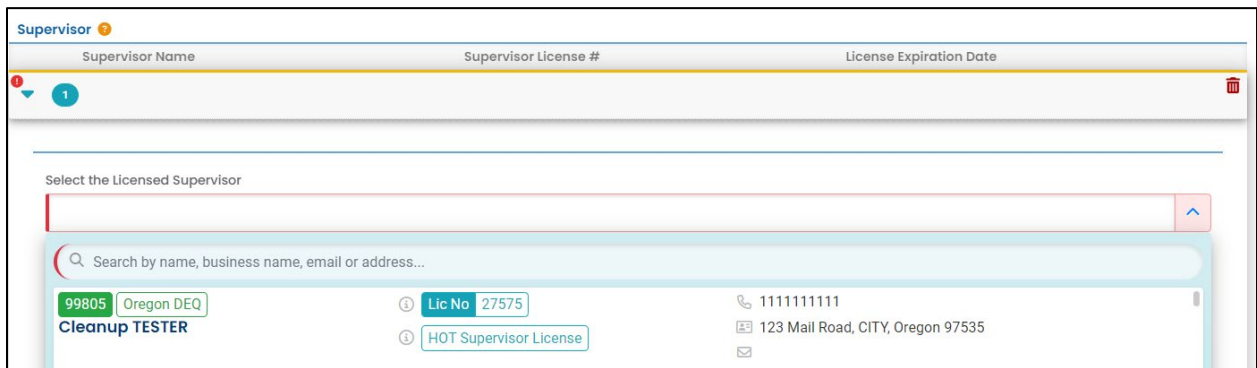 Supervisor ?
Supervisor Name Supervisor License # License Expiration Date
!
1
Select the Licensed Supervisor
Search by name, business name, email or address...
99805 Oregon DEQ Lic No 27575 1111111111
Cleanup TESTER HOT Supervisor License 123 Mail Road, CITY, Oregon 97535